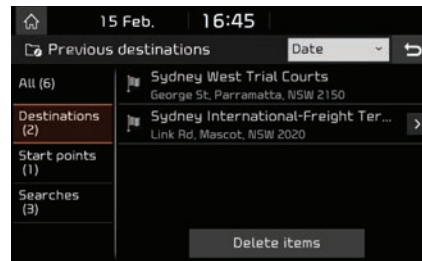 15 Feb. 16:45
Previous destinations Date
All (6)
Sydney West Trial Courts
George St, Parramatta, NSW 2150
Destinations
(2)
Sydney International-Freight Ter...
Link Rd, Mascot, NSW 2020
Start points
(1)
Searches
(3)
Delete items